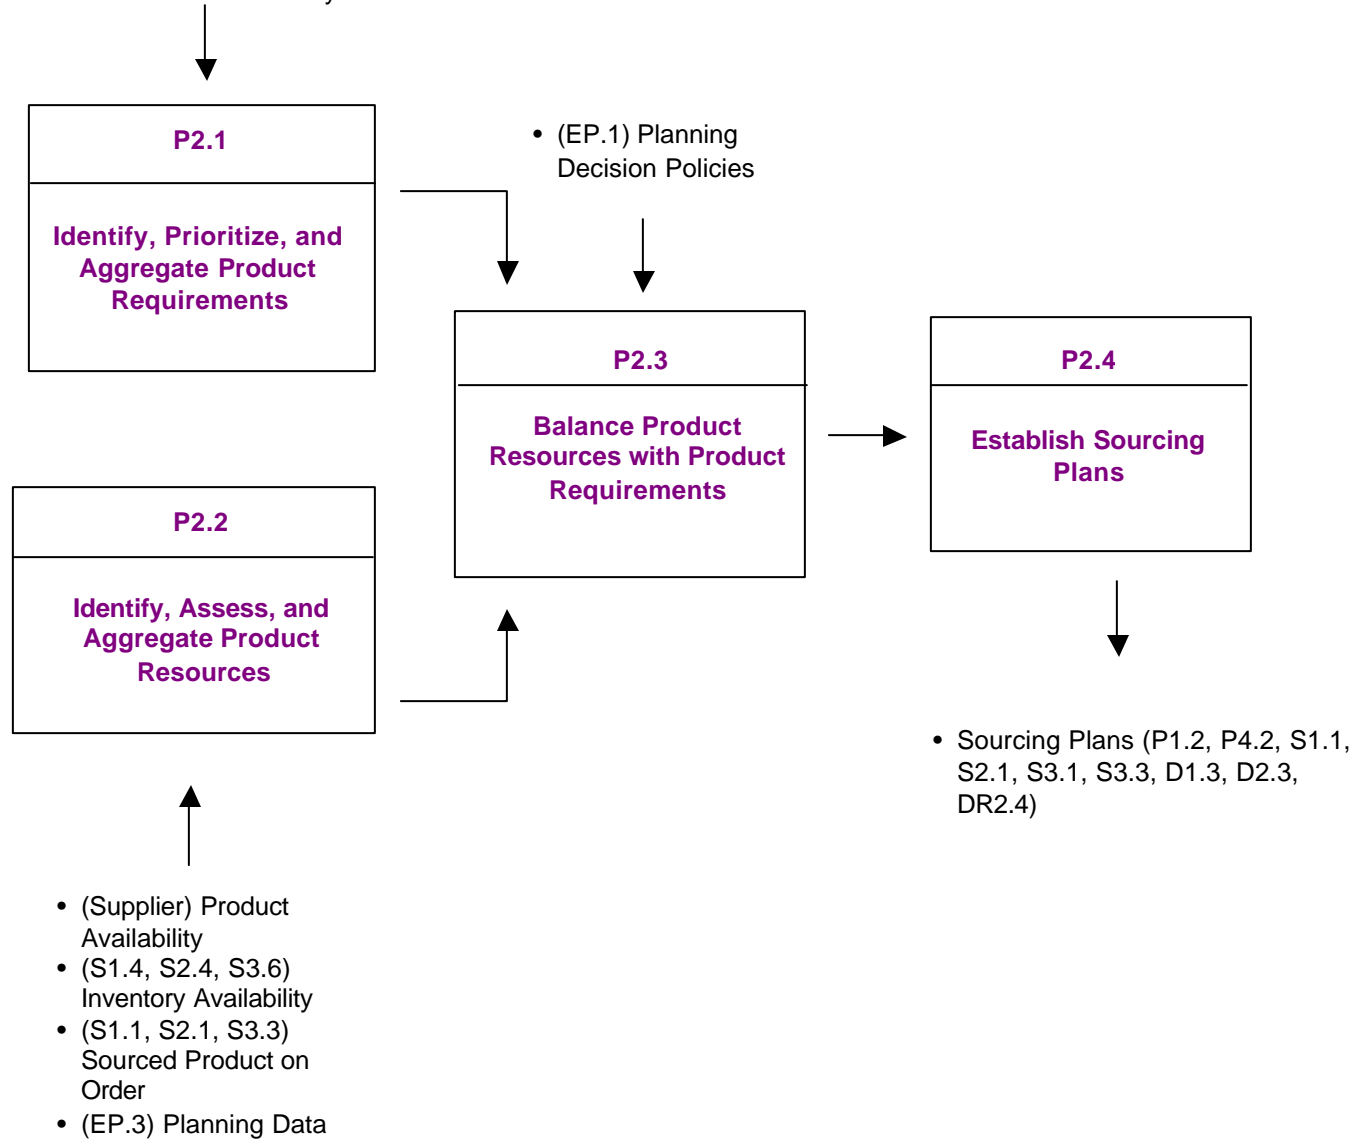 P2.1
Identify, Prioritize, and
Aggregate Product
Requirements
• (EP.1) Planning
Decision Policies
P2.3
Balance Product
Resources with Product
Requirements
P2.4
Establish Sourcing
Plans
P2.2
Identify, Assess, and
Aggregate Product
Resources
• Sourcing Plans (P1.2, P4.2, S1.1,
S2.1, S3.1, S3.3, D1.3, D2.3,
DR2.4)
• (Supplier) Product
Availability
• (S1.4, S2.4, S3.6)
Inventory Availability
• (S1.1, S2.1, S3.3)
Sourced Product on
Order
• (EP.3) Planning Data